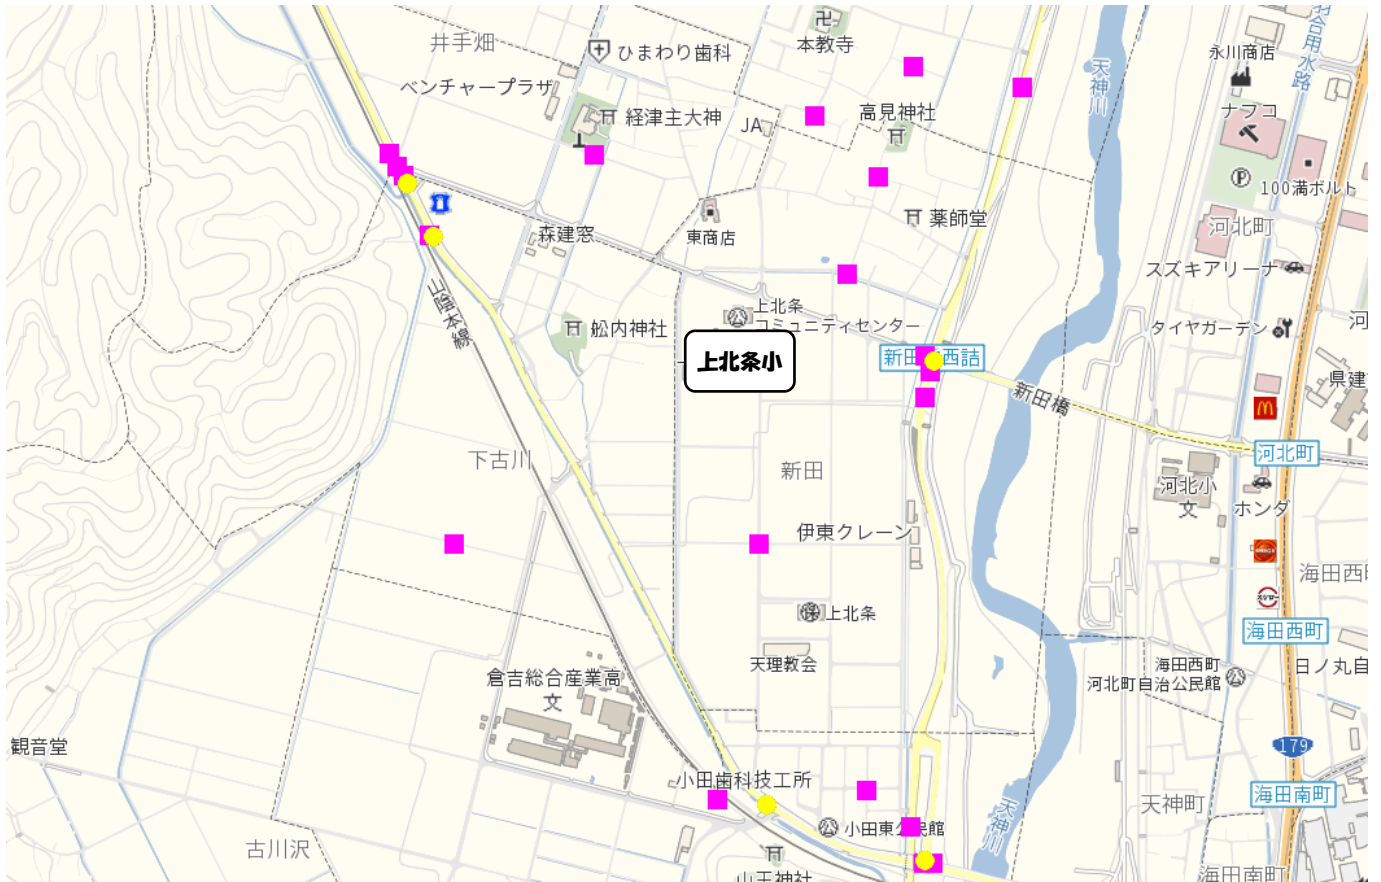 井手畑
ひまわり歯科
ベンチャープラザ
経津主大神
本教寺
高見神社
JA
薬師堂
東商店
森建窓
山陰本線
舩内神社
上北条
コミュニティセンター
上北条小
新田
西詰
新田橋
天神川
羽合用水路
永川商店
ナフコ
P
100満ボルト
河北町
スズキアリーナ
タイヤガーデン
河
県建
河北町
河北小
文
ホンダ
下古川
新田
伊東クレーン
上北条
天理教会
海田西町
海田西町
海田西町
河北町自治公民館
日ノ丸自
倉吉総合産業高
文
観音堂
小田歯科技工所
小田東公民館
古川沢
山王神社
天神川
天神町
179
海田南町
海田南町